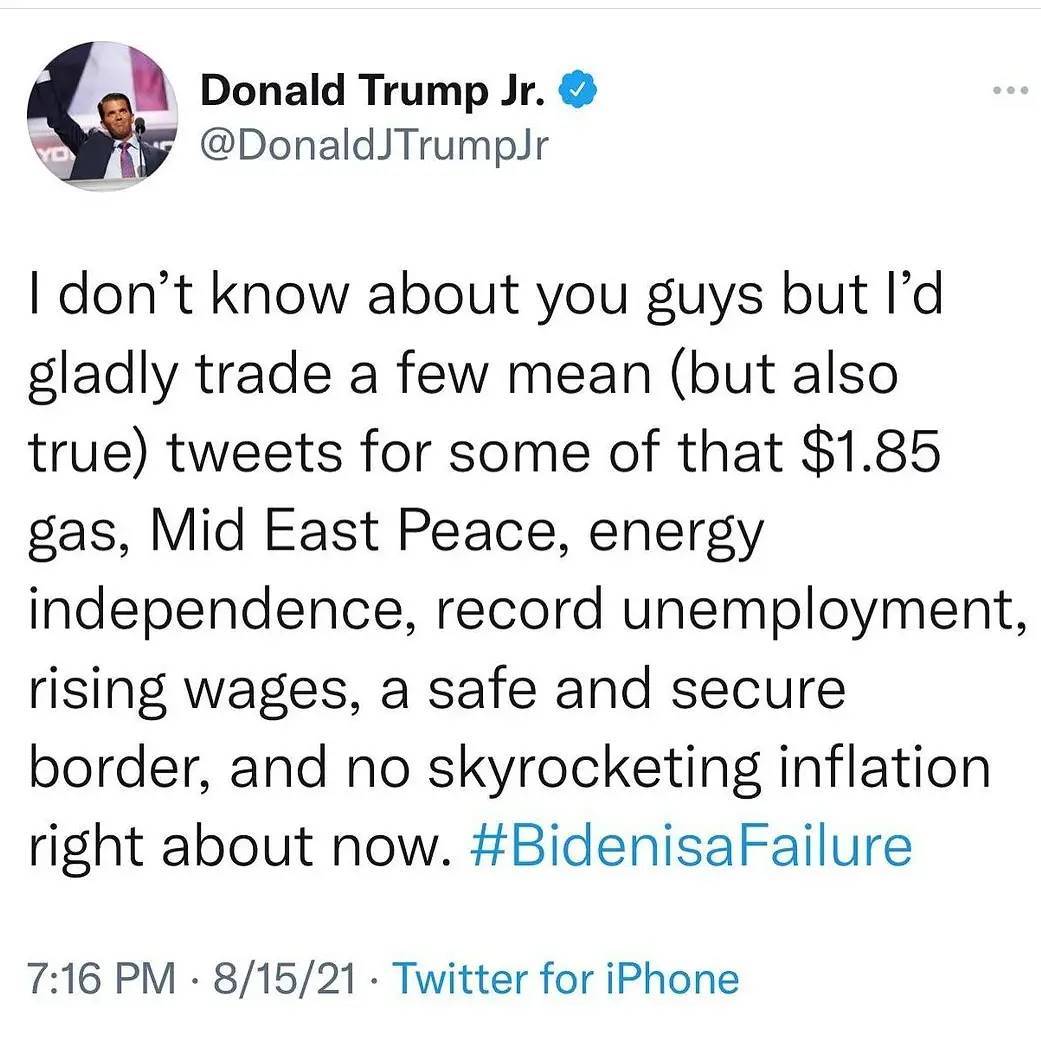 Donald Trump Jr.
@DonaldJTrumpJr
I don’t know about you guys but I’d
gladly trade a few mean (but also
true) tweets for some of that $1.85
gas, Mid East Peace, energy
independence, record unemployment,
rising wages, a safe and secure
border, and no skyrocketing inflation
right about now. #BidenisaFailure
7:16 PM · 8/15/21 · Twitter for iPhone